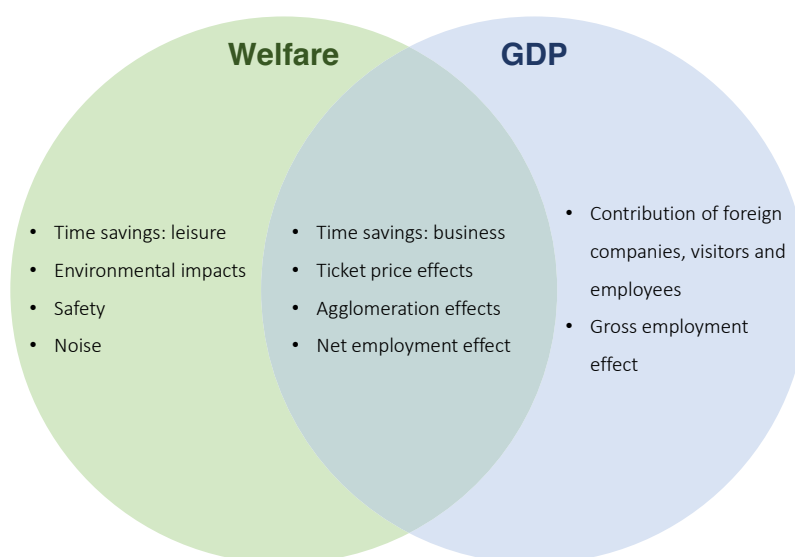 Welfare
GDP
• Time savings: leisure
• Environmental impacts
• Safety
• Noise
• Time savings: business
• Ticket price effects
• Agglomeration effects
• Net employment effect
• Contribution of foreign
companies, visitors and
employees
• Gross employment
effect